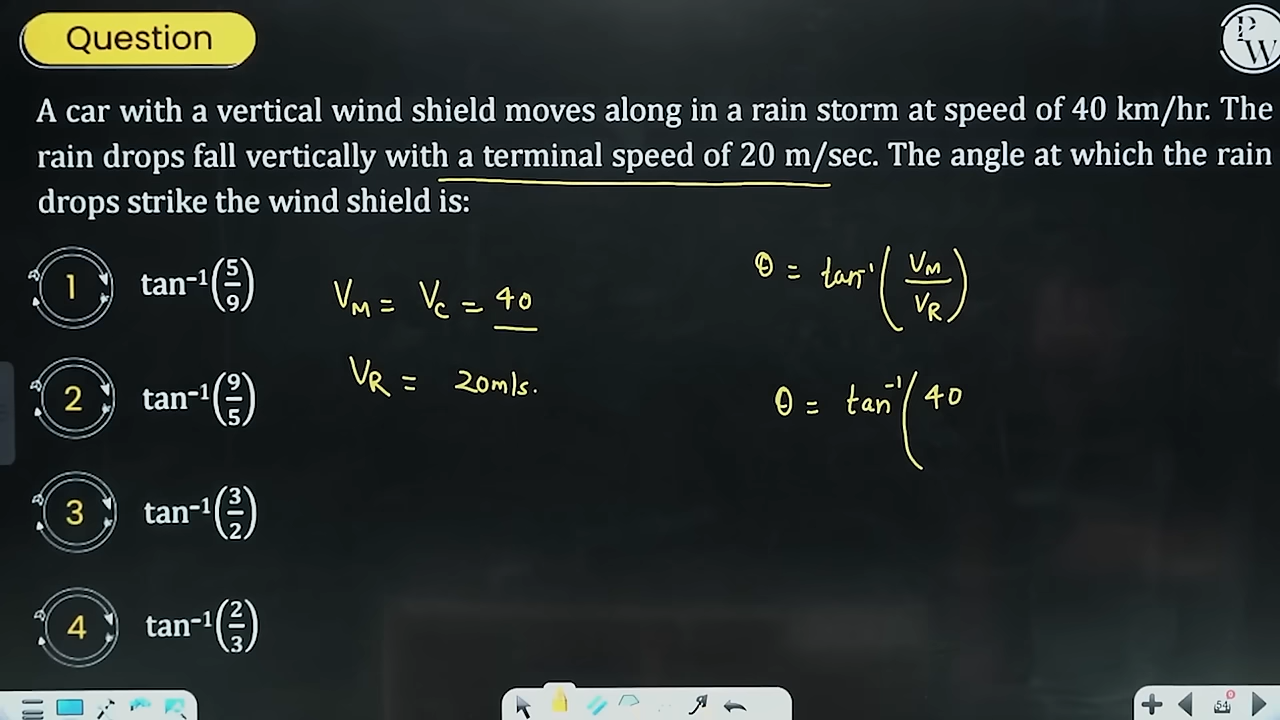 Question
PW
A car with a vertical wind shield moves along in a rain storm at speed of 40 km/hr. The
rain drops fall vertically with a terminal speed of 20 m/sec. The angle at which the rain
drops strike the wind shield is:
1 tan⁻¹(5/9)
2 tan⁻¹(9/5)
3 tan⁻¹(3/2)
4 tan⁻¹(2/3)
V_M = V_C = 40
V_R = 20m/s.
θ = tan⁻¹(V_M/V_R)
θ = tan⁻¹(40
54